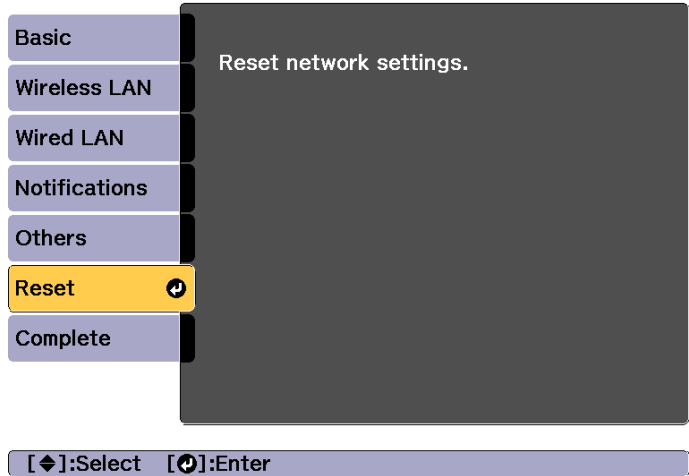 Basic
Wireless LAN
Wired LAN
Notifications
Others
Reset
Complete
Reset network settings.
[◆]:Select [⏎]:Enter